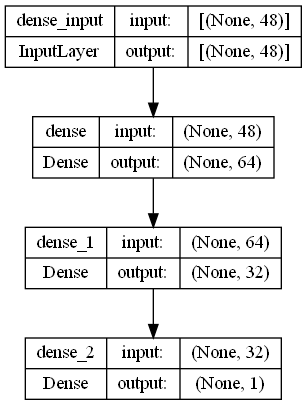 dense_input input: [(None, 48)]
InputLayer output: [(None, 48)]
dense input: (None, 48)
Dense output: (None, 64)
dense_1 input: (None, 64)
Dense output: (None, 32)
dense_2 input: (None, 32)
Dense output: (None, 1)